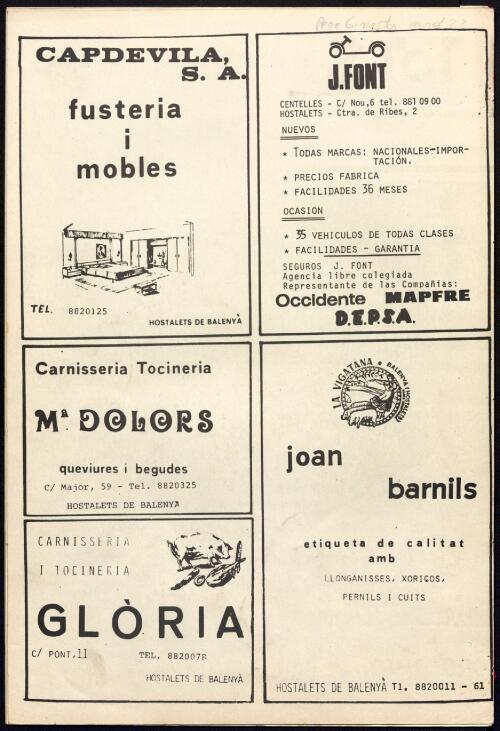 CAPDEVILA,
S. A.
fusteria
i
mobles
TEL. 8820125
HOSTALETS DE BALENYÀ
J.FONT
CENTELLES - C/ Nou,6 tel. 881 09 00
HOSTALETS - Ctra. de Ribes, 2
NUEVOS
* TODAS MARCAS: NACIONALES-IMPOR-
TACIÓN.
* PRECIOS FABRICA
* FACILIDADES 36 MESES
OCASION
* 35 VEHICULOS DE TODAS CLASES
* FACILIDADES - GARANTIA
SEGUROS J. FONT
Agencia libre colegiada
Representante de las Compañias:
Occidente MAPFRE
D.E.P.S.A.
Carnisseria Tocineria
Mª DOLORS
queviures i begudes
C/ Major, 59 - Tel. 8820325
HOSTALETS DE BALENYÀ
CARNISSERIA
I TOCINERIA
GLÒRIA
C/ PONT,11 TEL. 8820078
HOSTALETS DE BALENYÀ
LA VIGATANA • BALENYA (HOSTALETS)
joan
barnils
etiqueta de calitat
amb
LLONGANISSES, XORIÇOS,
PERNILS I CUITS
HOSTALETS DE BALENYÀ T1. 8820011 - 61